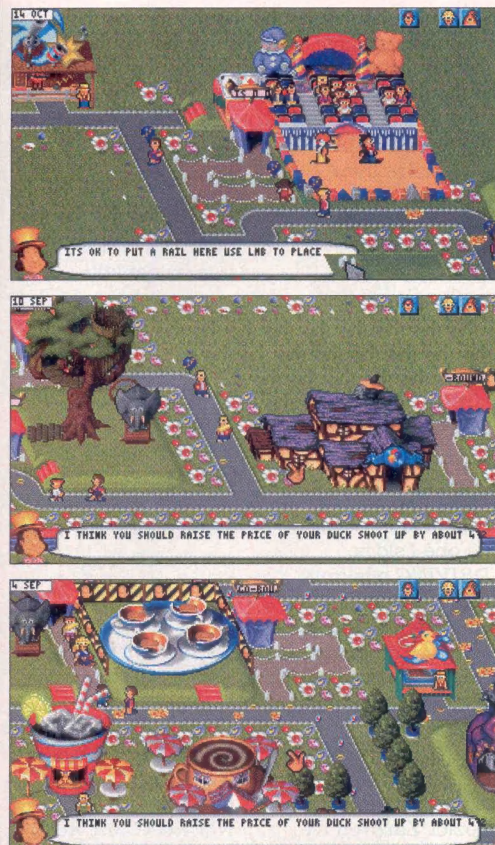 14 OCT
ITS OK TO PUT A RAIL HERE USE LMB TO PLACE
10 SEP
-ROUND
I THINK YOU SHOULD RAISE THE PRICE OF YOUR DUCK SHOOT UP BY ABOUT
4 SEP
I THINK YOU SHOULD RAISE THE PRICE OF YOUR DUCK SHOOT UP BY ABOUT